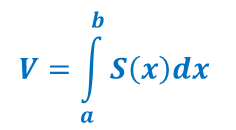 V = ∫ₐᵇ S(x)dx